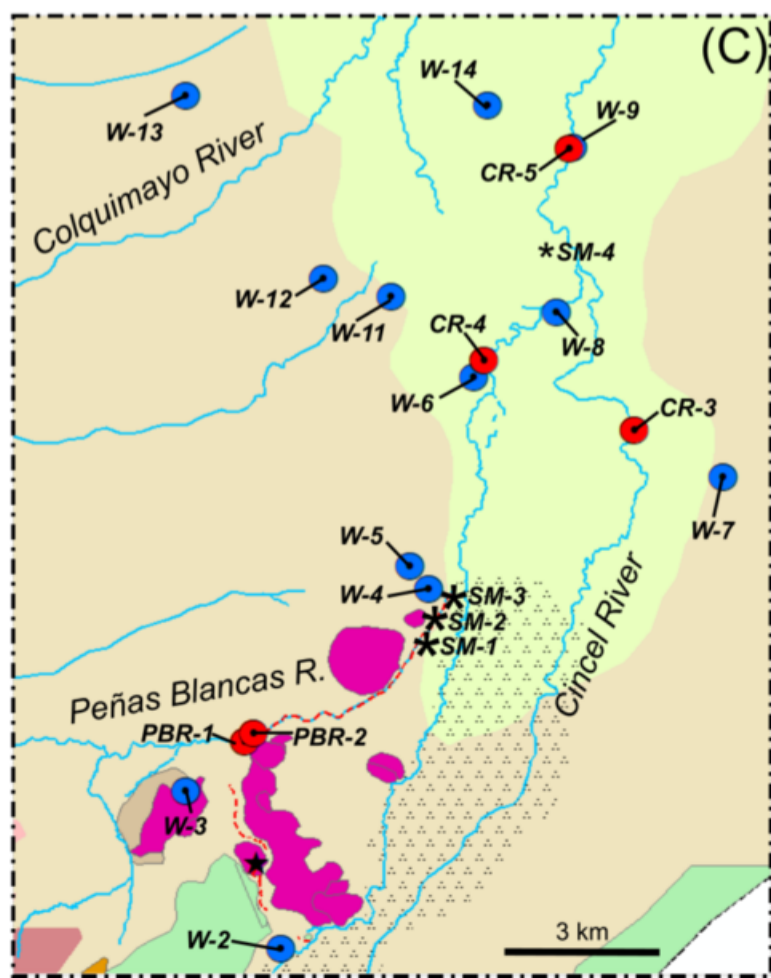 (C)
W-14
W-9
W-13
CR-5
Colquimayo River
*SM-4
W-12
W-11
CR-4
W-8
W-6
CR-3
W-7
W-5
W-4
*SM-3
*SM-2
*SM-1
Cincel River
Peñas Blancas R.
PBR-1
PBR-2
W-3
W-2
3 km